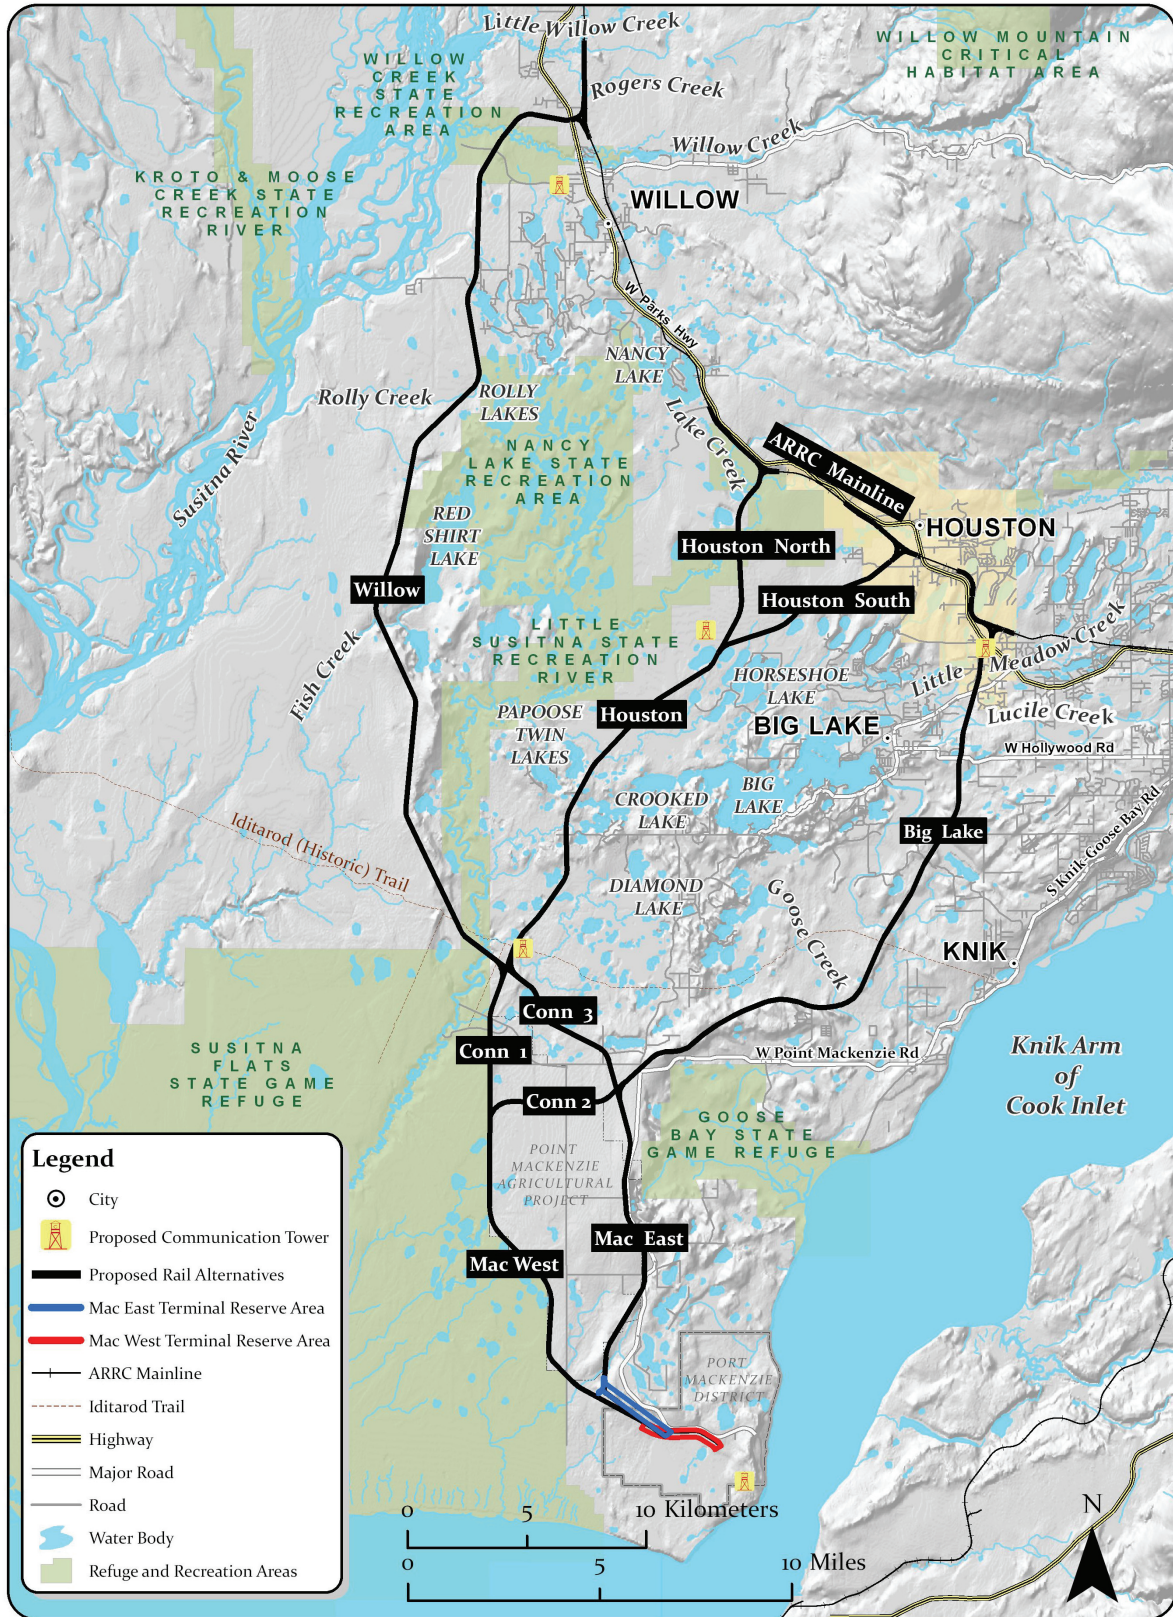 Little Willow Creek
WILLOW MOUNTAIN
CRITICAL
HABITAT AREA
WILLOW
CREEK
STATE
RECREATION
AREA
Rogers Creek
Willow Creek
KROTO & MOOSE
CREEK STATE
RECREATION
RIVER
WILLOW
W Parks Hwy
NANCY
LAKE
Rolly Creek
ROLLY
LAKES
Lake Creek
Susitna River
NANCY
LAKE STATE
RECREATION
AREA
ARRC Mainline
RED
SHIRT
LAKE
HOUSTON
Houston North
Willow
Houston South
LITTLE
SUSITNA STATE
RECREATION
RIVER
Fish Creek
Little Meadow Creek
HORSESHOE
LAKE
Lucile Creek
PAPOOSE
TWIN
LAKES
Houston
BIG LAKE
W Hollywood Rd
CROOKED
LAKE
BIG
LAKE
Big Lake
S Knik-Goose Bay Rd
Iditarod (Historic) Trail
DIAMOND
LAKE
Goose Creek
KNIK
Conn 3
Conn 1
W Point Mackenzie Rd
Knik Arm
of
Cook Inlet
SUSITNA
FLATS
STATE GAME
REFUGE
Conn 2
GOOSE
BAY STATE
GAME REFUGE
POINT
MACKENZIE
AGRICULTURAL
PROJECT
Mac East
Mac West
PORT
MACKENZIE
DISTRICT
Legend
City
Proposed Communication Tower
Proposed Rail Alternatives
Mac East Terminal Reserve Area
Mac West Terminal Reserve Area
ARRC Mainline
Iditarod Trail
Highway
Major Road
Road
Water Body
Refuge and Recreation Areas
0 5 10 Kilometers
0 5 10 Miles
N